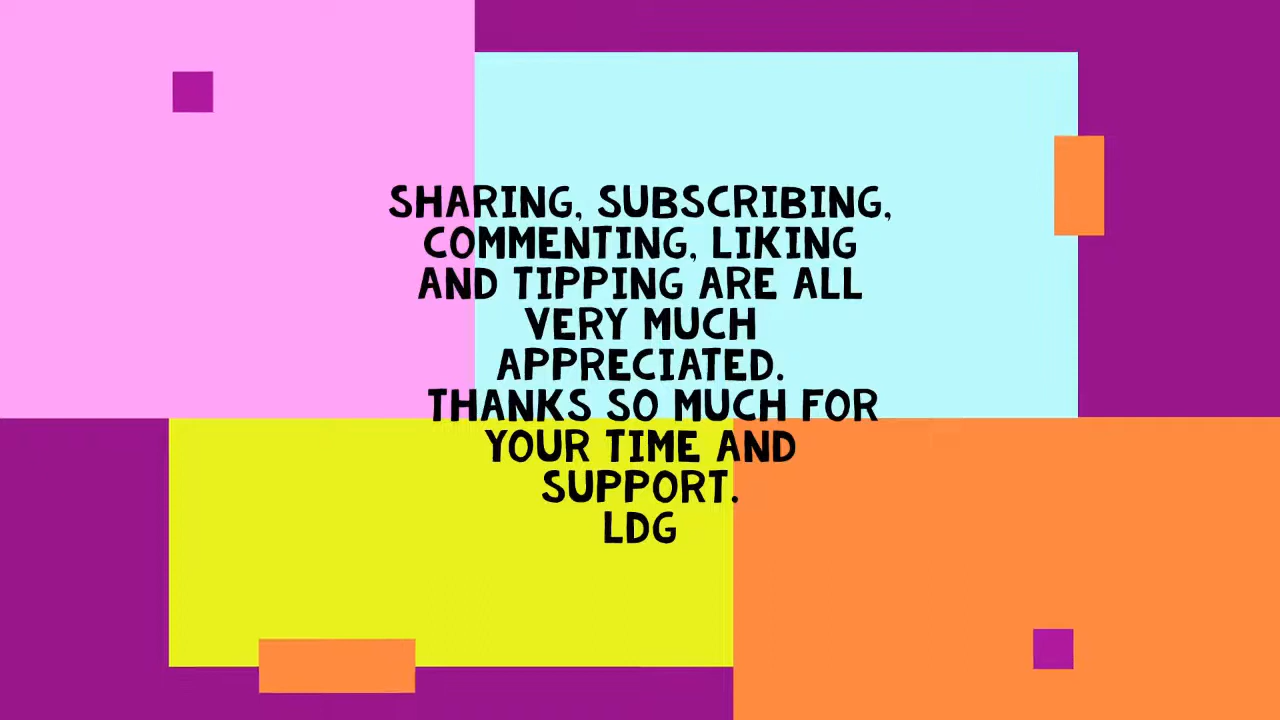 SHARING, SUBSCRIBING,
COMMENTING, LIKING
AND TIPPING ARE ALL
VERY MUCH
APPRECIATED.
THANKS SO MUCH FOR
YOUR TIME AND
SUPPORT.
LDG